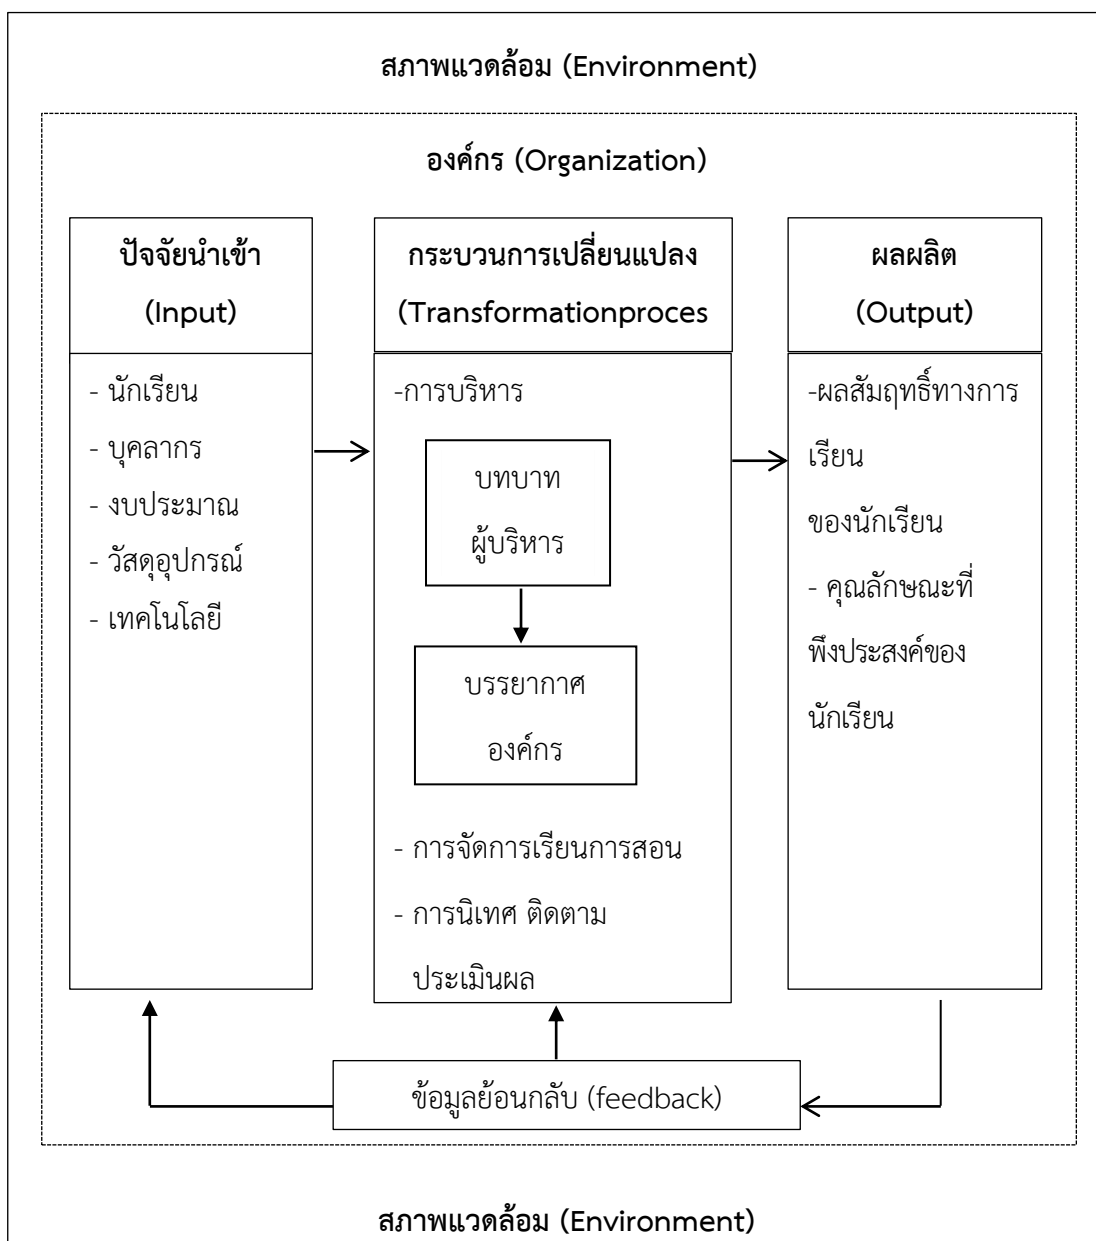 สภาพแวดล้อม (Environment)
องค์กร (Organization)
ปัจจัยนำเข้า
(Input)
- นักเรียน
- บุคลากร
- งบประมาณ
- วัสดุอุปกรณ์
- เทคโนโลยี
กระบวนการเปลี่ยนแปลง
(Transformationproces
-การบริหาร
บทบาท
ผู้บริหาร
บรรยากาศ
องค์กร
- การจัดการเรียนการสอน
- การนิเทศ ติดตาม
ประเมินผล
ผลผลิต
(Output)
-ผลสัมฤทธิ์ทางการ
เรียน
ของนักเรียน
- คุณลักษณะที่
พึงประสงค์ของ
นักเรียน
ข้อมูลย้อนกลับ (feedback)
สภาพแวดล้อม (Environment)